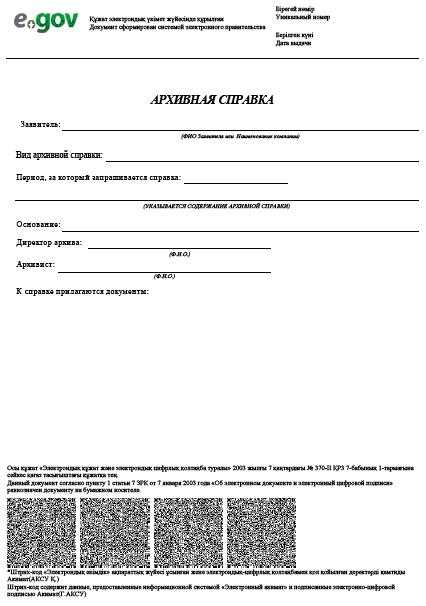 e.gov
Құжат электрондық үкімет жүйесінде құрылған
Документ сформирован системой электронного правительства
Бірегей нөмір
Уникальный номер
Берілген күні
Дата выдачи
АРХИВНАЯ СПРАВКА
Заявитель:
(ФИО Заявителя или Наименование компании)
Вид архивной справки:
Период, за который запрашивается справка:
(УКАЗЫВАЕТСЯ СОДЕРЖАНИЕ АРХИВНОЙ СПРАВКИ)
Основание:
Директор архива:
(Ф.И.О.)
Архивист:
(Ф.И.О.)
К справке прилагаются документы:
Осы құжат «Электрондық құжат және электрондық цифрлық қолтаңба туралы» 2003 жылғы 7 қаңтардағы № 370-II ҚРЗ 7-бабының 1-тармағына
сәйкес қағаз тасығыштағы құжатқа тең.
Данный документ согласно пункту 1 статьи 7 ЗРК от 7 января 2003 года «Об электронном документе и электронной цифровой подписи»
равнозначен документу на бумажном носителе.
*Штрих-код «Электрондық әкімдік» ақпараттық жүйесі ұсынған және электрондық-цифрлық қолтаңбамен қол қойылған деректерді қамтиды
Акимат(АКСУ Қ.)
Штрих-код содержит данные, предоставленные информационной системой «Электронный акимат» и подписанные электронно-цифровой
подписью Акимат(Г.АКСУ)